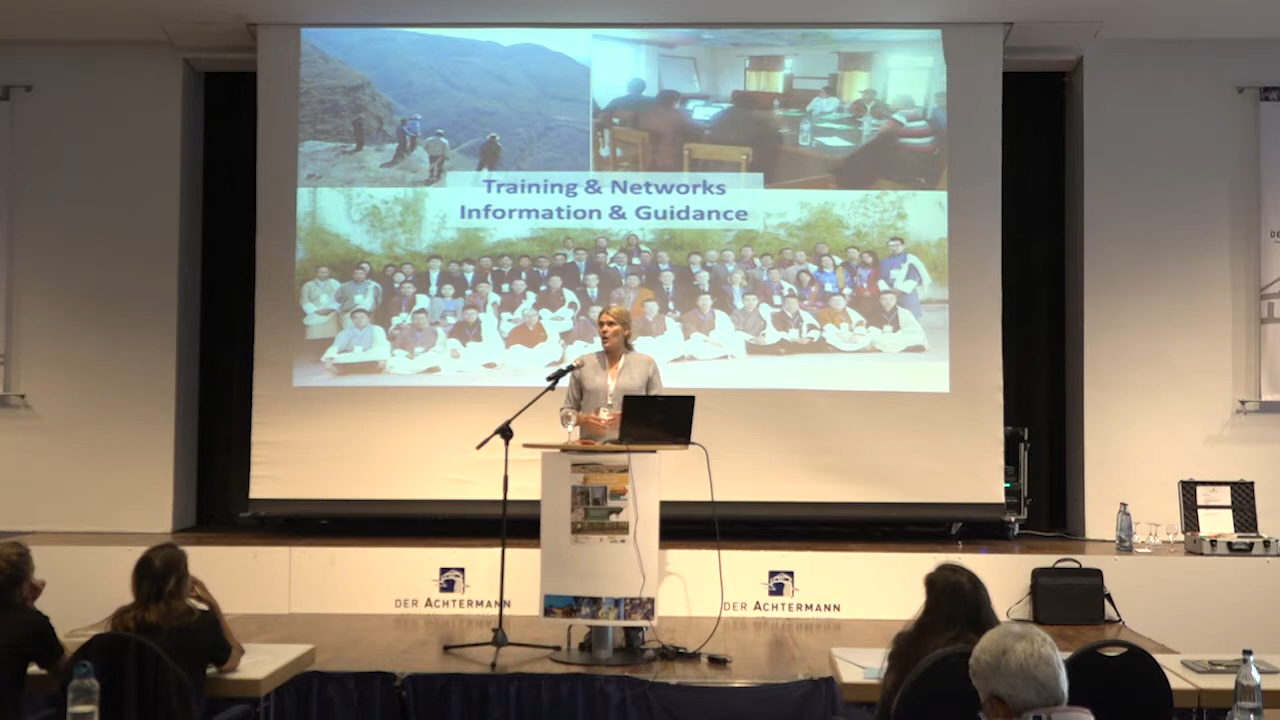 Training & Networks
Information & Guidance
DER ACHTERMANN
DER ACHTERMANN